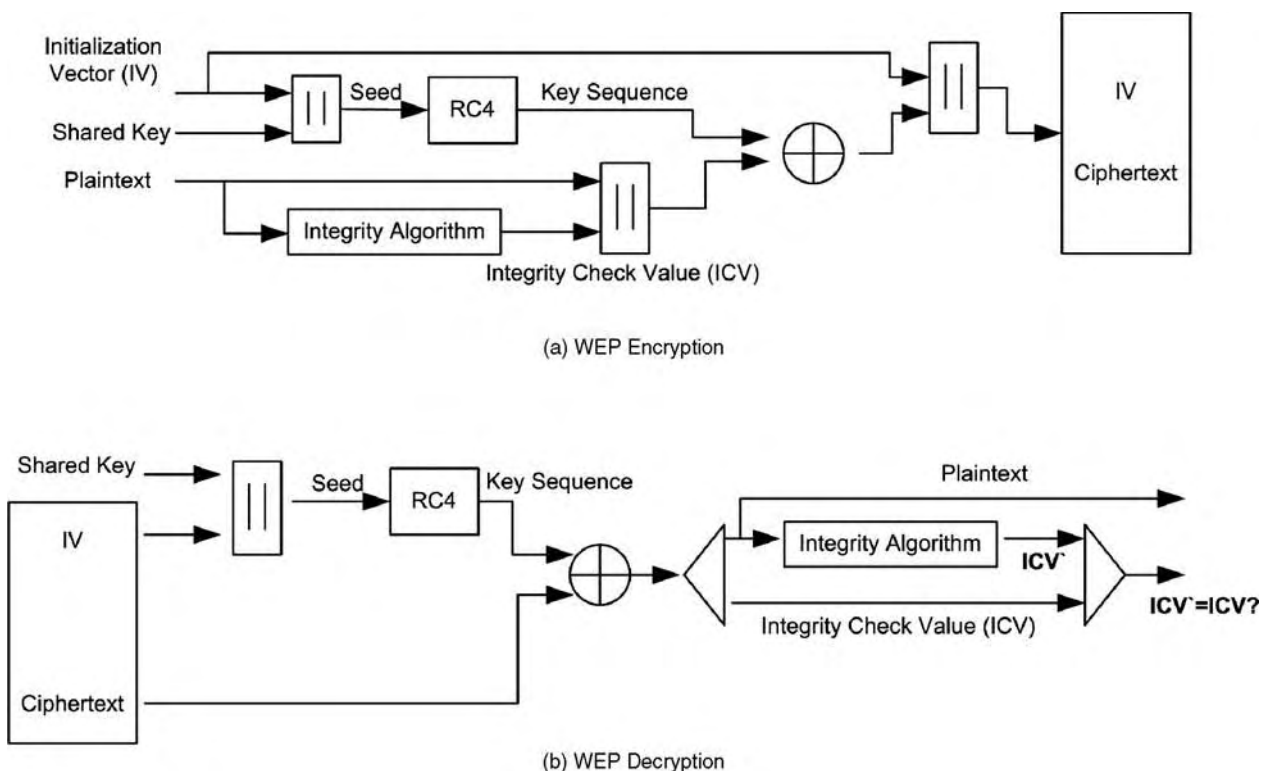 Initialization
Vector (IV)
Seed
RC4
Key Sequence
IV
Shared Key
Plaintext
Ciphertext
Integrity Algorithm
Integrity Check Value (ICV)
(a) WEP Encryption
Shared Key
Seed
RC4
Key Sequence
Plaintext
IV
Integrity Algorithm
ICV`
ICV`=ICV?
Integrity Check Value (ICV)
Ciphertext
(b) WEP Decryption